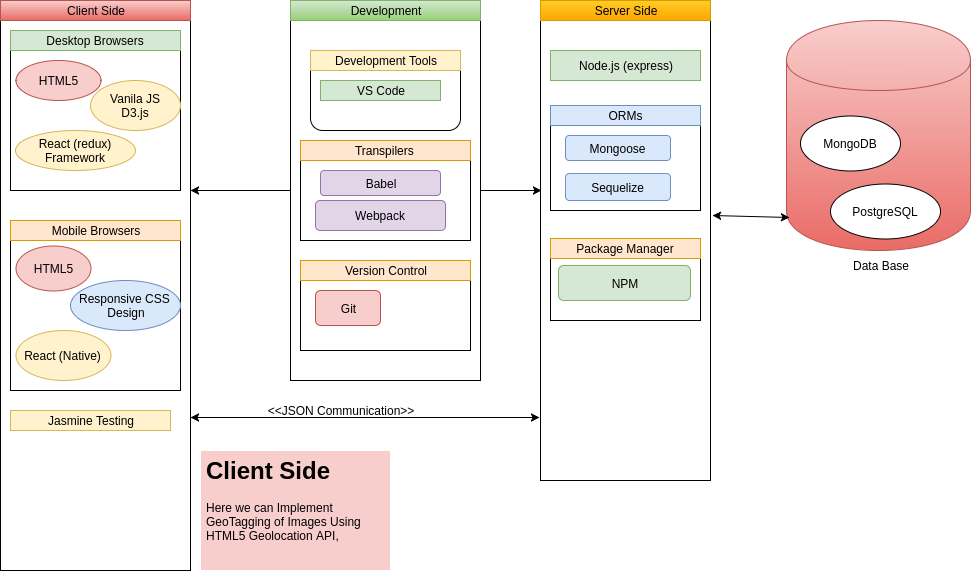 Client Side
Desktop Browsers
HTML5
Vanila JS
D3.js
React (redux)
Framework
Mobile Browsers
HTML5
Responsive CSS
Design
React (Native)
Jasmine Testing
Development
Development Tools
VS Code
Transpilers
Babel
Webpack
Version Control
Git
<<JSON Communication>>
Client Side
Here we can Implement
GeoTagging of Images Using
HTML5 Geolocation API,
Server Side
Node.js (express)
ORMs
Mongoose
Sequelize
Package Manager
NPM
MongoDB
PostgreSQL
Data Base